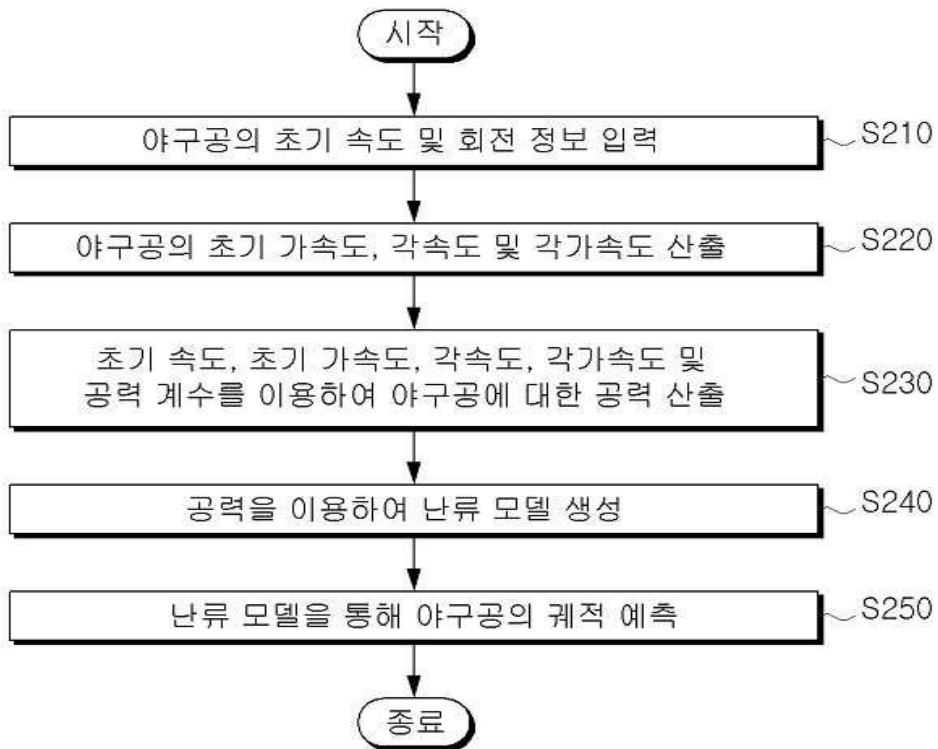 시작
야구공의 초기 속도 및 회전 정보 입력
S210
야구공의 초기 가속도, 각속도 및 각가속도 산출
S220
초기 속도, 초기 가속도, 각속도, 각가속도 및
공력 계수를 이용하여 야구공에 대한 공력 산출
S230
공력을 이용하여 난류 모델 생성
S240
난류 모델을 통해 야구공의 궤적 예측
S250
종료